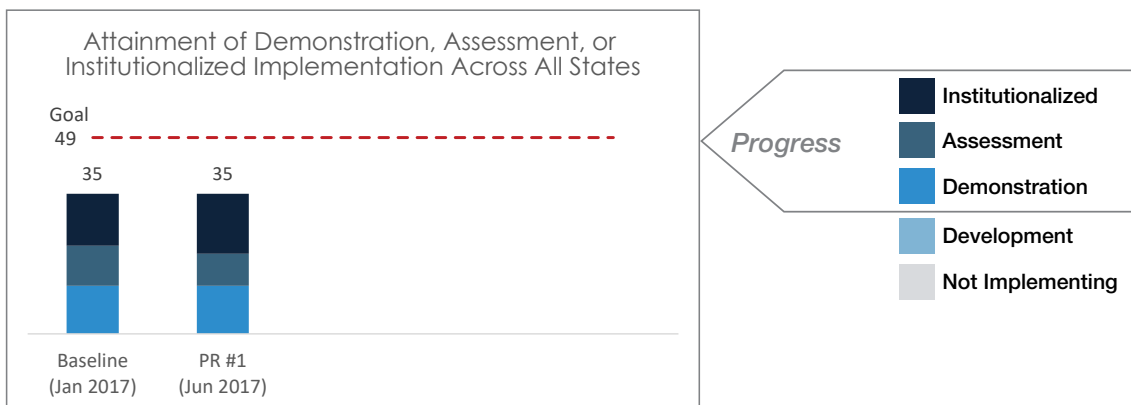 Attainment of Demonstration, Assessment, or
Institutionalized Implementation Across All States
Goal
49
35
35
Baseline
(Jan 2017)
PR #1
(Jun 2017)
Progress
Institutionalized
Assessment
Demonstration
Development
Not Implementing